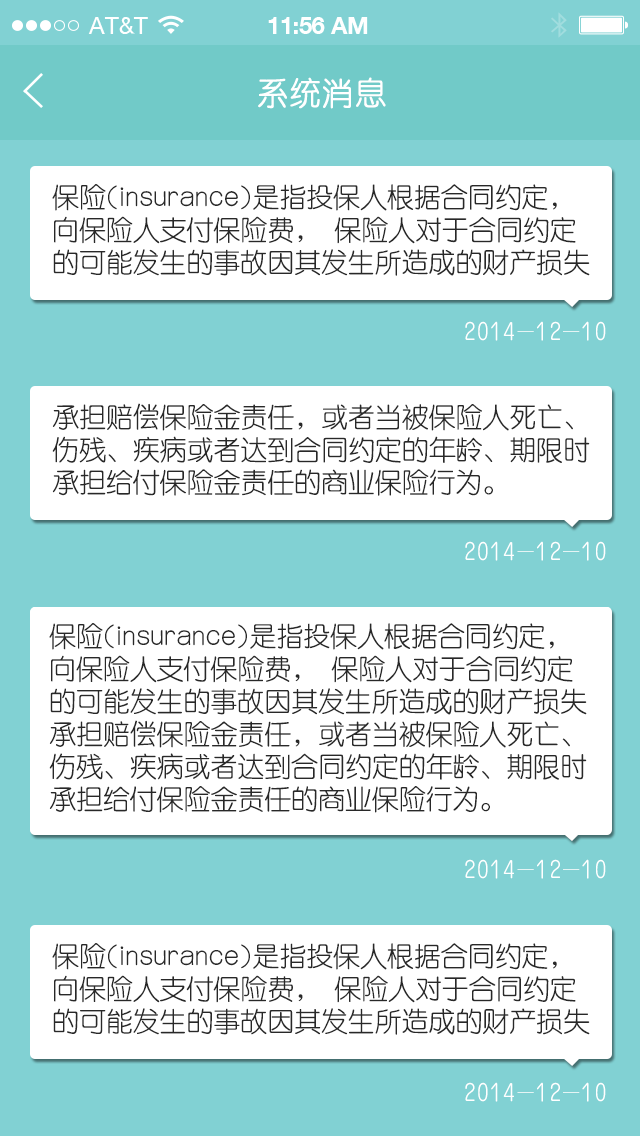 AT&T 11:56 AM
系统消息
保险(insurance)是指投保人根据合同约定，
向保险人支付保险费， 保险人对于合同约定
的可能发生的事故因其发生所造成的财产损失
2014-12-10
承担赔偿保险金责任，或者当被保险人死亡、
伤残、疾病或者达到合同约定的年龄、期限时
承担给付保险金责任的商业保险行为。
2014-12-10
保险(insurance)是指投保人根据合同约定，
向保险人支付保险费， 保险人对于合同约定
的可能发生的事故因其发生所造成的财产损失
承担赔偿保险金责任，或者当被保险人死亡、
伤残、疾病或者达到合同约定的年龄、期限时
承担给付保险金责任的商业保险行为。
2014-12-10
保险(insurance)是指投保人根据合同约定，
向保险人支付保险费， 保险人对于合同约定
的可能发生的事故因其发生所造成的财产损失
2014-12-10